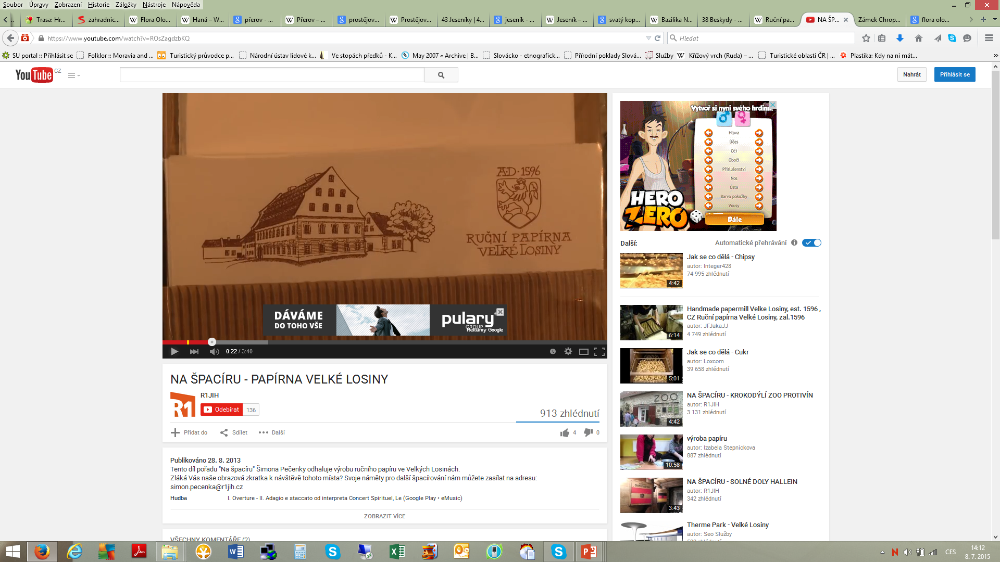 Soubor Úpravy Zobrazení Historie Záložky Nástroje Nápověda
Trasa: Hr... zahradnic... Flora Olo... Haná – W... přerov - ... Přerov – ... prostějov... Prostějov... 43 Jeseníky | 4... jeseník - ... Jeseník – ... svatý kop... Bazilika N... 38 Beskydy - ... Ruční pa... NA ŠP... Zámek Chrop... flora olo...
https://www.youtube.com/watch?v=ROsZagdzbKQ
Hledat
SU portal :: Přihlásit se Folklor :: Moravia and ... Turistický průvodce p... Národní ústav lidové k... Ve stopách předků - K... May 2007 « Archive | B... Slovácko - etnografick... Přírodní poklady Slová... Služby Křížový vrch (Ruda) – ... Turistické oblasti ČR | ... Plastika: Kdy na ni mát... »
YouTube CZ
Nahrát Přihlásit se
A.D. 1596
RUČNÍ PAPÍRNA
VELKÉ LOSINY
DÁVÁME
DO TOHO VŠE
pulary
GROUP
Reklamy Google
0:22 / 3:40
NA ŠPACÍRU - PAPÍRNA VELKÉ LOSINY
R1
R1JIH
Odebírat 136
913 zhlédnutí
Přidat do Sdílet Další 4 0
Publikováno 28. 8. 2013
Tento díl pořadu "Na špacíru" Šimona Pečenky odhaluje výrobu ručního papíru ve Velkých Losinách.
Zláká Vás naše obrazová zkratka k návštěvě tohoto místa? Svoje náměty pro další špacírování nám můžete zasílat na adresu:
simon.pecenka@r1jih.cz
Hudba I. Overture - II. Adagio e staccato od interpreta Concert Spirituel, Le (Google Play • eMusic)
ZOBRAZIT VÍCE
VŠECHNY KOMENTÁŘE (2)
Vytvoř si nyní svého hrdinu.
Hlava
Účes
Oči
Obočí
Příslušenství
Nos
Ústa
Barva pokožky
Vousy
Dále
HERO
ZERO
Další: Automatické přehrávání
Jak se co dělá - Chipsy
autor: Integer428
74 995 zhlédnutí
4:42
Handmade papermill Velke Losiny, est. 1596 ,
CZ Ruční papírna Velké Losiny, zal.1596
autor: JFJakaJJ
4 749 zhlédnutí
6:14
Jak se co dělá - Cukr
autor: Loxcom
39 658 zhlédnutí
5:01
NA ŠPACÍRU - KROKODÝLÍ ZOO PROTIVÍN
autor: R1JIH
3 131 zhlédnutí
ZOO
4:42
výroba papíru
autor: Izabela Stepnickova
887 zhlédnutí
10:58
NA ŠPACÍRU - SOLNÉ DOLY HALLEIN
autor: R1JIH
342 zhlédnutí
3:43
Therme Park - Velké Losiny
autor: Seo Služby
CES
14:12
8. 7. 2015